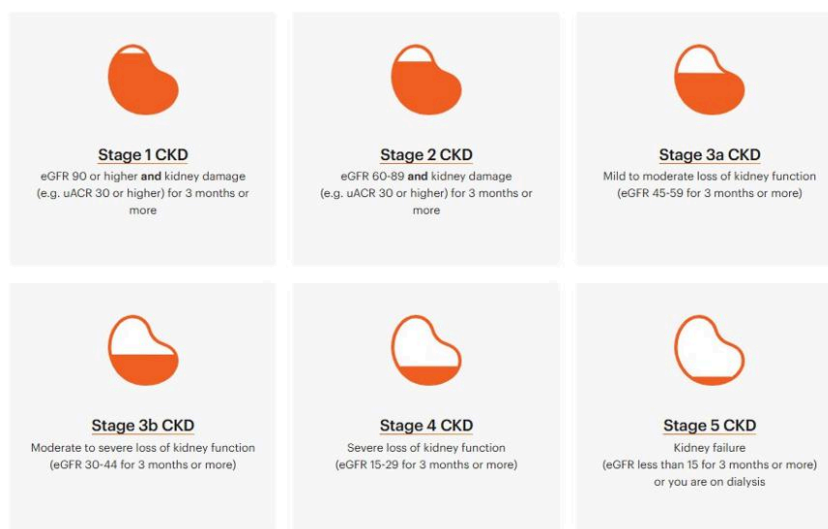 Stage 1 CKD
eGFR 90 or higher and kidney damage
(e.g. uACR 30 or higher) for 3 months or
more
Stage 2 CKD
eGFR 60-89 and kidney damage
(e.g. uACR 30 or higher) for 3 months or
more
Stage 3a CKD
Mild to moderate loss of kidney function
(eGFR 45-59 for 3 months or more)
Stage 3b CKD
Moderate to severe loss of kidney function
(eGFR 30-44 for 3 months or more)
Stage 4 CKD
Severe loss of kidney function
(eGFR 15-29 for 3 months or more)
Stage 5 CKD
Kidney failure
(eGFR less than 15 for 3 months or more)
or you are on dialysis